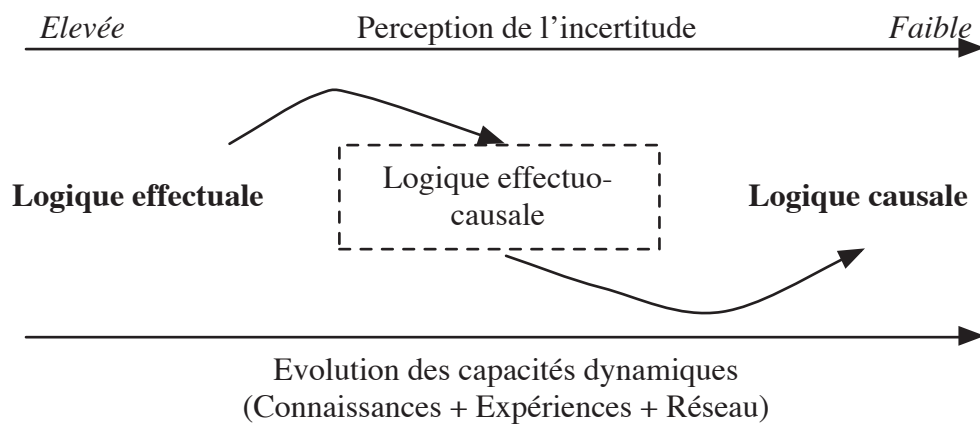 Elevée Perception de l’incertitude Faible
Logique effectuale
Logique effectuo-
causale
Logique causale
Evolution des capacités dynamiques
(Connaissances + Expériences + Réseau)